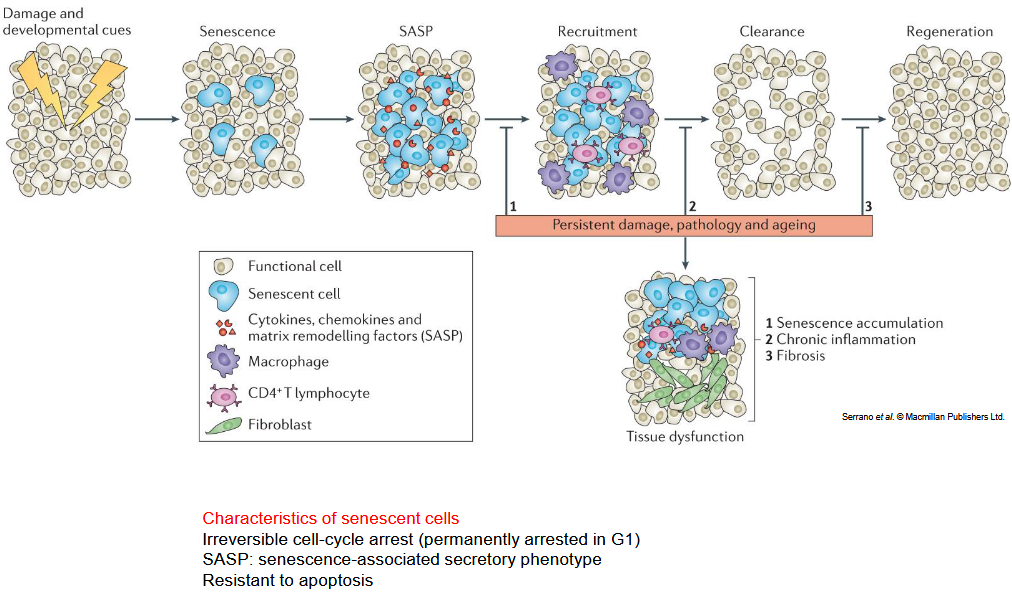 Damage and
developmental cues
Senescence
SASP
Recruitment
Clearance
Regeneration
1
2
3
Persistent damage, pathology and ageing
Functional cell
Senescent cell
Cytokines, chemokines and
matrix remodelling factors (SASP)
Macrophage
CD4⁺ T lymphocyte
Fibroblast
1 Senescence accumulation
2 Chronic inflammation
3 Fibrosis
Tissue dysfunction
Serrano et al. © Macmillan Publishers Ltd.
Characteristics of senescent cells
Irreversible cell-cycle arrest (permanently arrested in G1)
SASP: senescence-associated secretory phenotype
Resistant to apoptosis